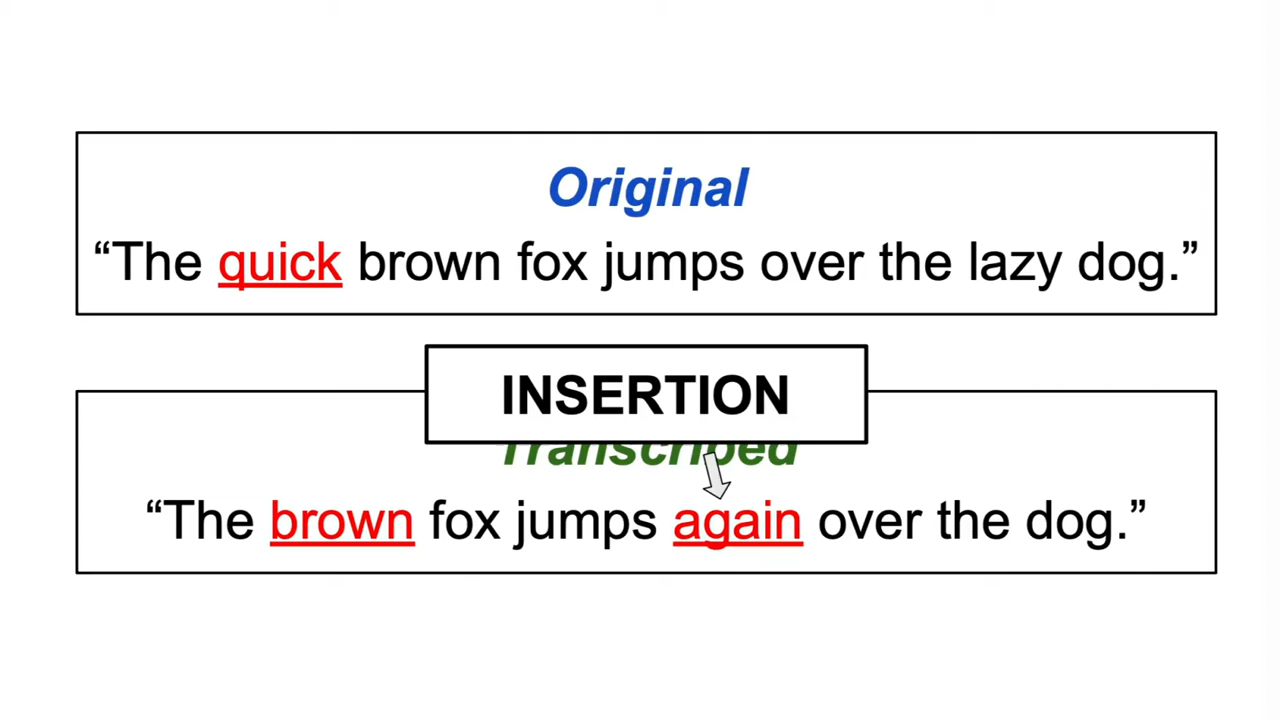 Original
“The quick brown fox jumps over the lazy dog.”
INSERTION
Transcribed
“The brown fox jumps again over the dog.”